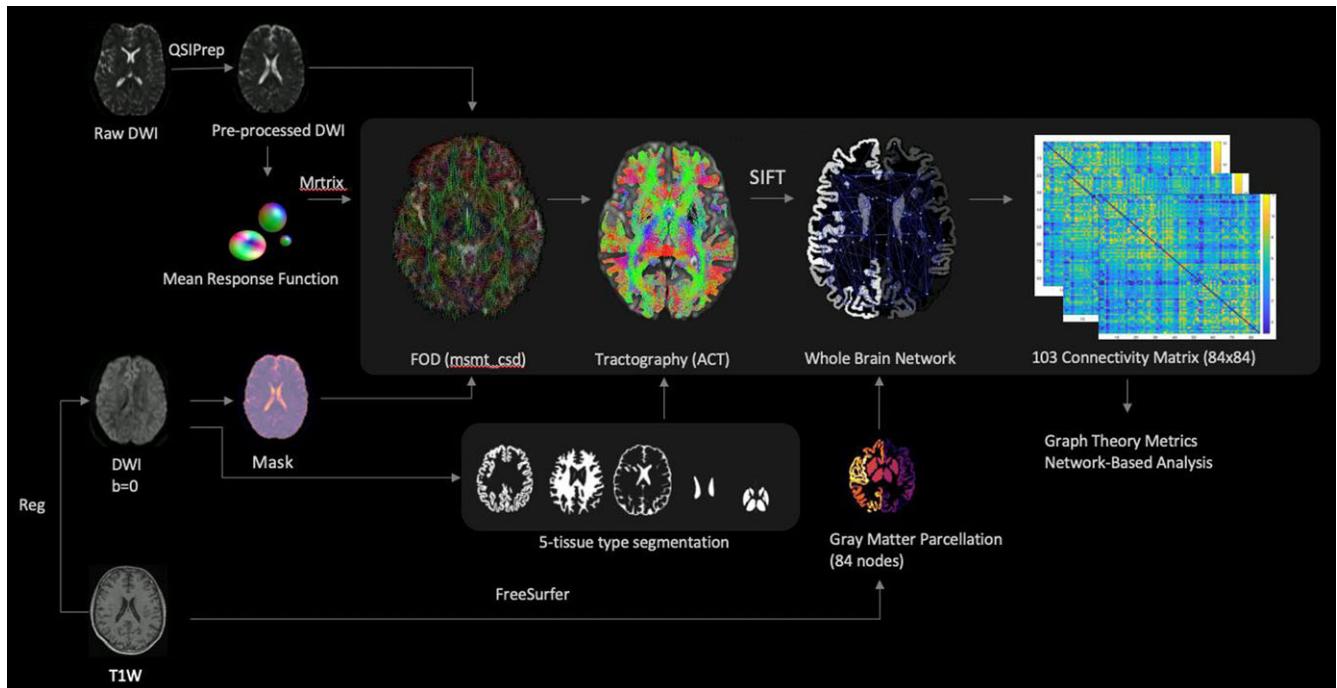 QSIPrep
Raw DWI
Pre-processed DWI
Mrtrix
Mean Response Function
SIFT
FOD (msmt_csd)
Tractography (ACT)
Whole Brain Network
103 Connectivity Matrix (84x84)
DWI
b=0
Mask
Graph Theory Metrics
Network-Based Analysis
Reg
5-tissue type segmentation
Gray Matter Parcellation
(84 nodes)
FreeSurfer
T1W